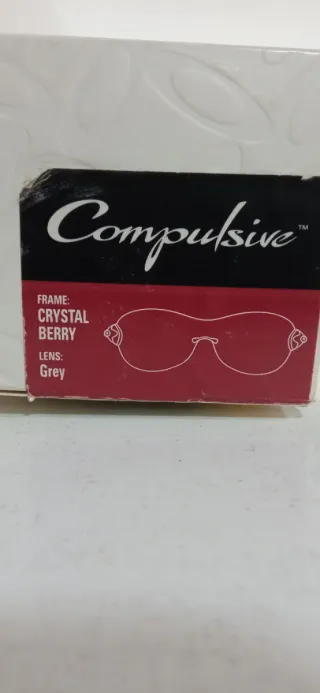 Compulsive™
FRAME:
CRYSTAL
BERRY
LENS:
Grey